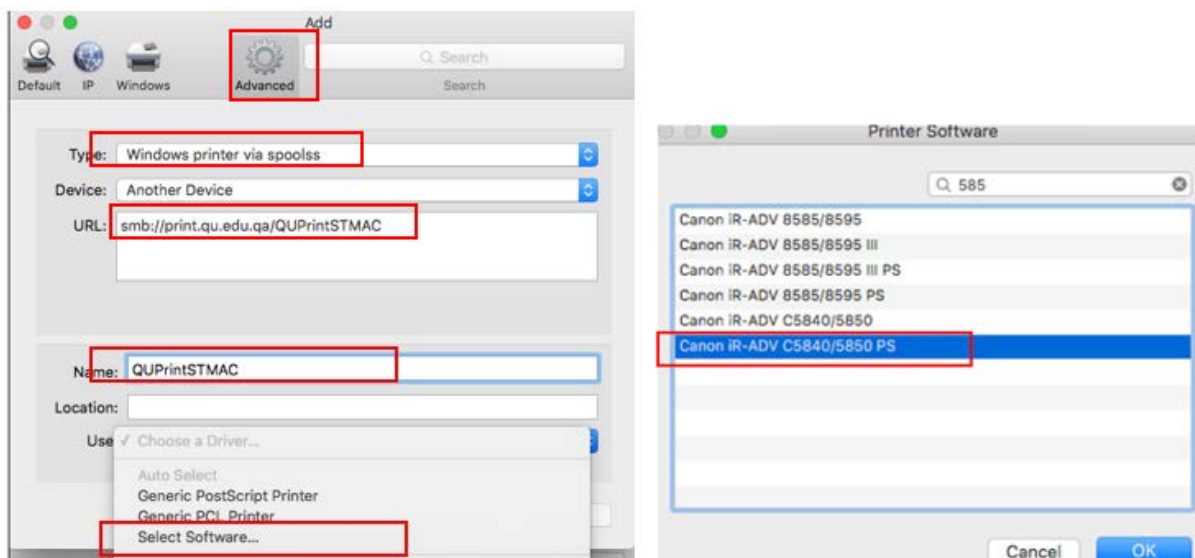 Add
Default IP Windows Advanced Search
Search
Type: Windows printer via spoolss
Device: Another Device
URL: smb://print.qu.edu.qa/QUPrintSTMAC
Name: QUPrintSTMAC
Location:
Use ✓ Choose a Driver...
Auto Select
Generic PostScript Printer
Generic PCL Printer
Select Software...
Printer Software
585
Canon iR-ADV 8585/8595
Canon iR-ADV 8585/8595 III
Canon iR-ADV 8585/8595 III PS
Canon iR-ADV 8585/8595 PS
Canon iR-ADV C5840/5850
Canon iR-ADV C5840/5850 PS
Cancel OK